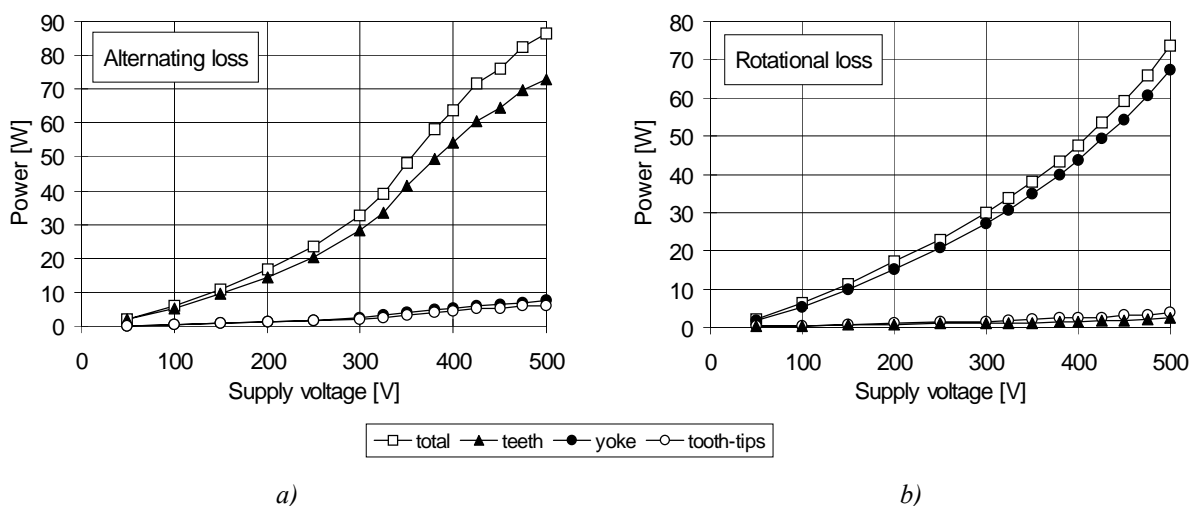 Alternating loss
Power [W]
90
80
70
60
50
40
30
20
10
0
0 100 200 300 400 500
Supply voltage [V]
Rotational loss
Power [W]
80
70
60
50
40
30
20
10
0
0 100 200 300 400 500
Supply voltage [V]
total teeth yoke tooth-tips
a) b)